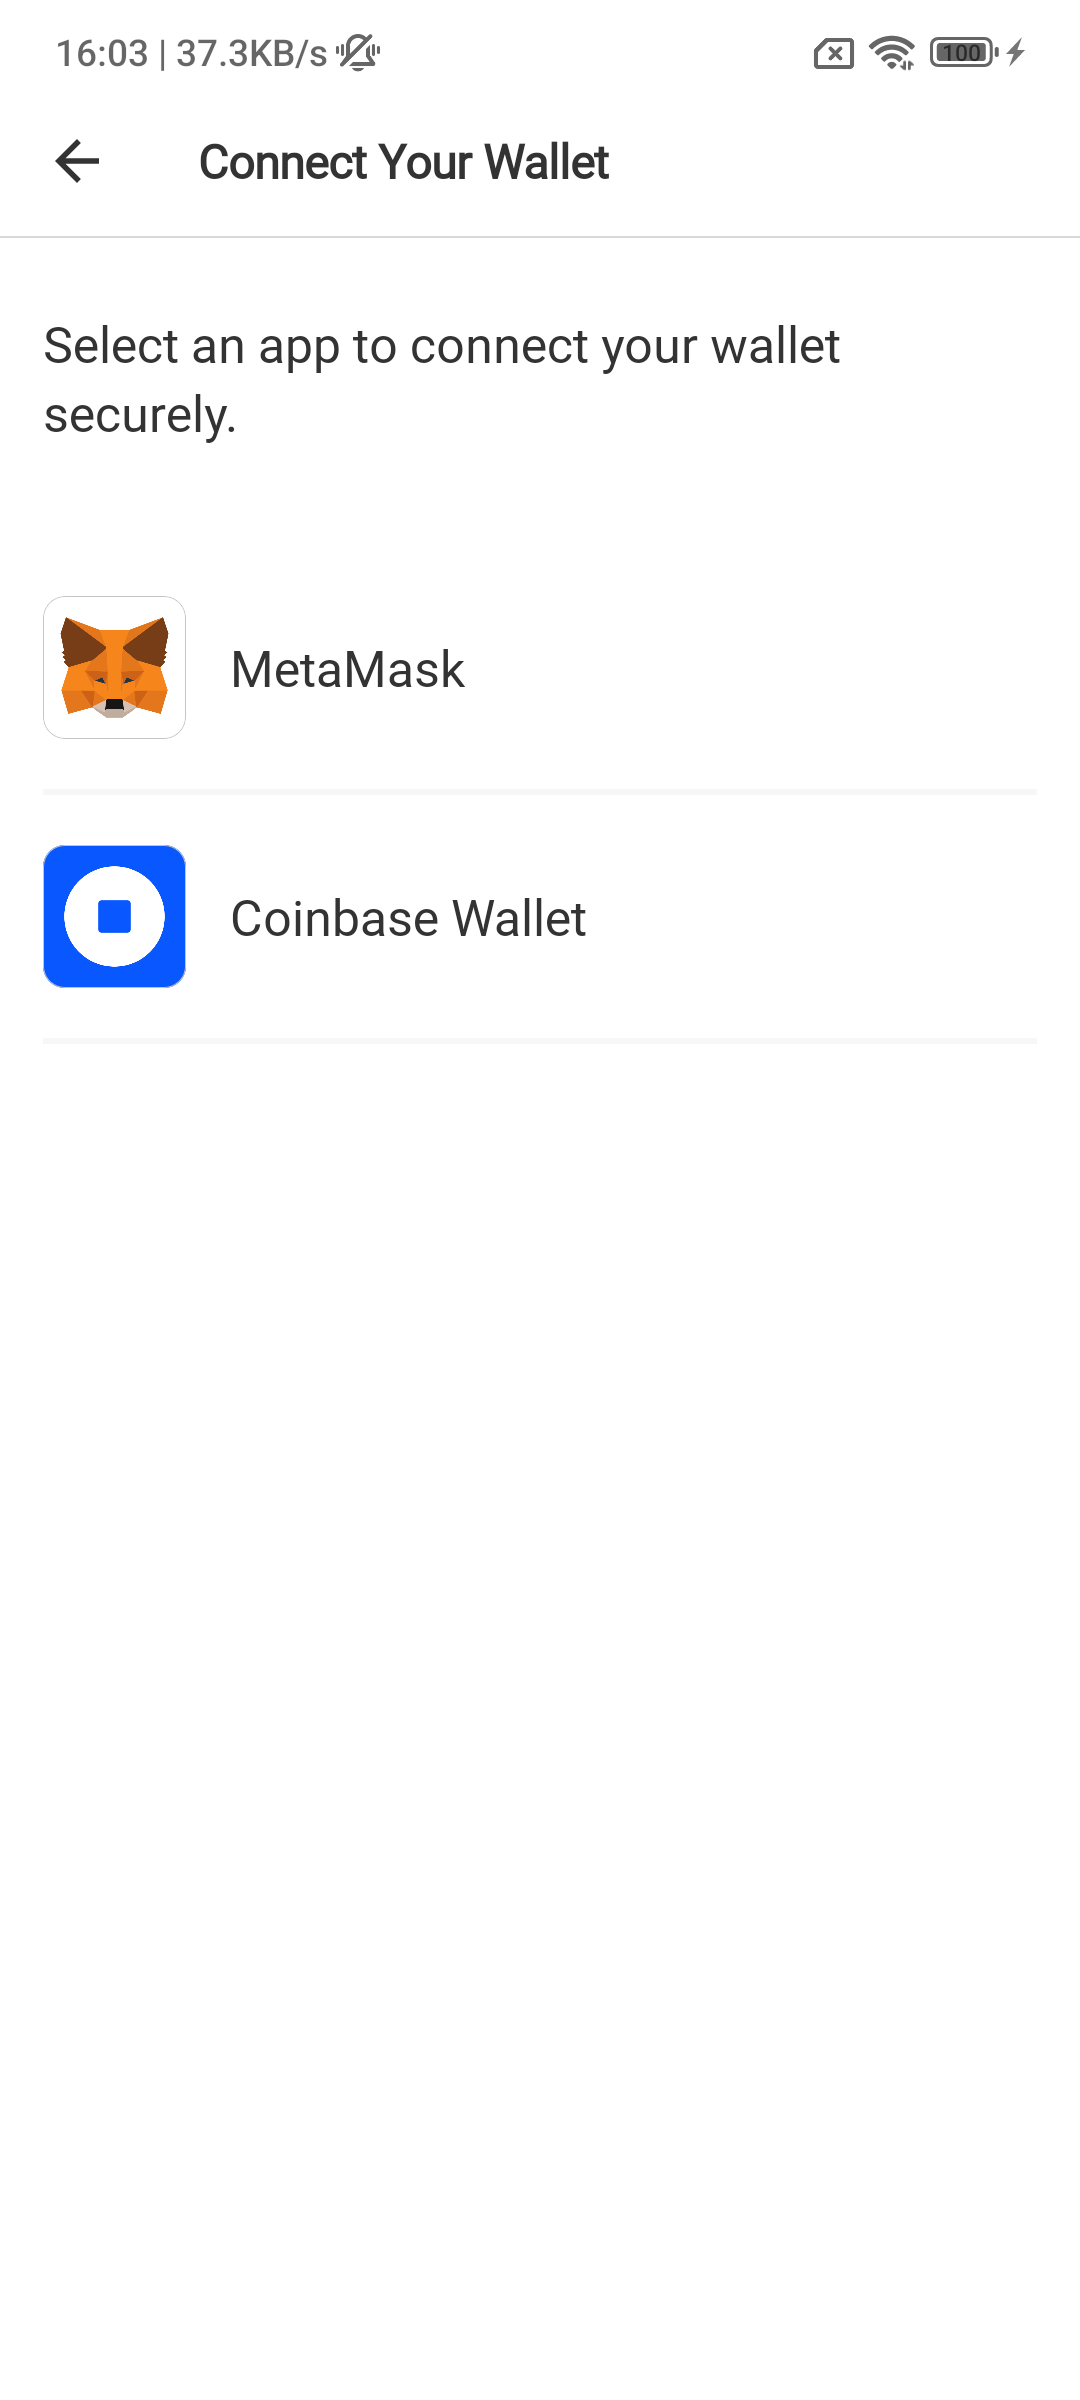 16:03 | 37.3KB/s
100
Connect Your Wallet
Select an app to connect your wallet
securely.
MetaMask
Coinbase Wallet